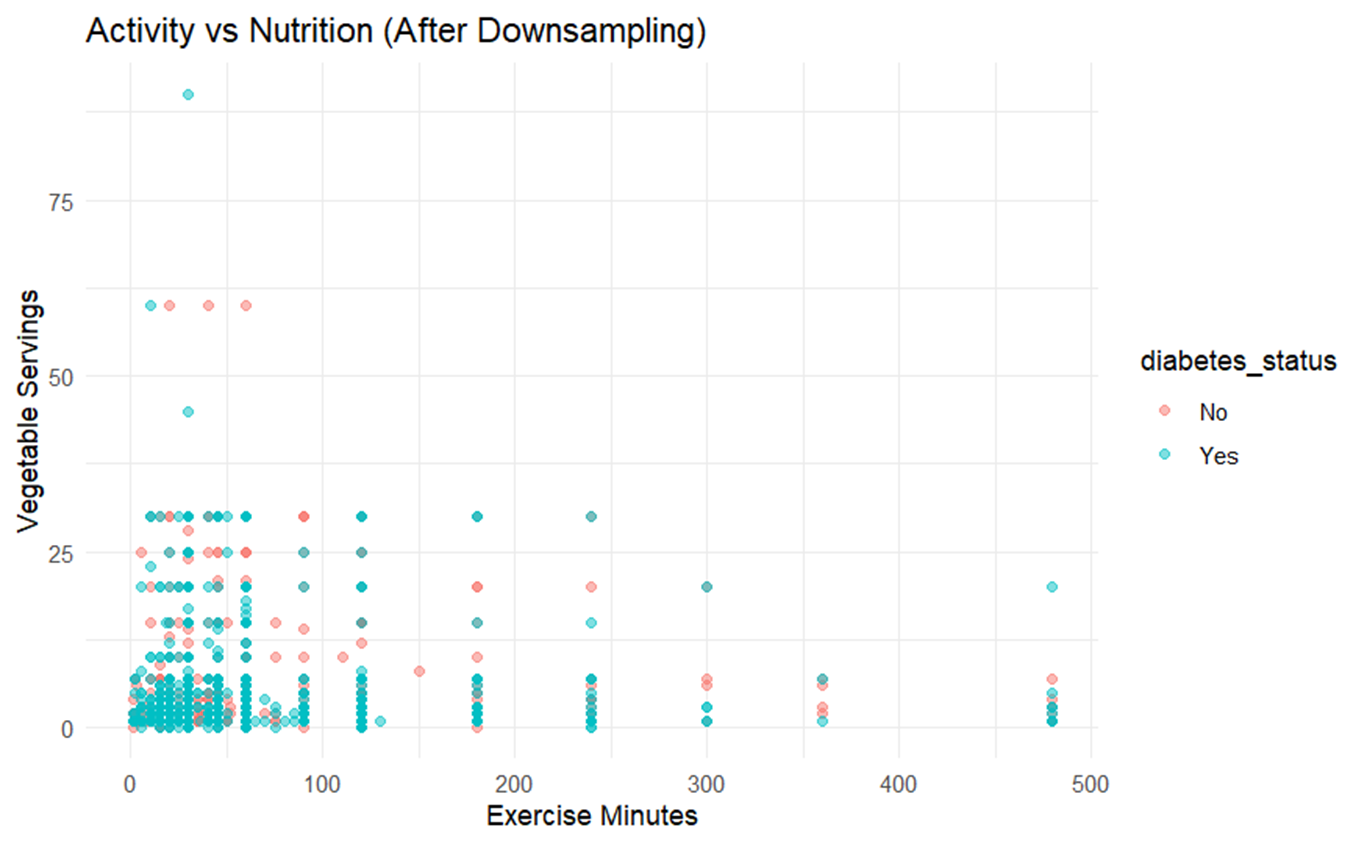 Activity vs Nutrition (After Downsampling)
75
50
25
0
Vegetable Servings
0 100 200 300 400 500
Exercise Minutes
diabetes_status
No
Yes